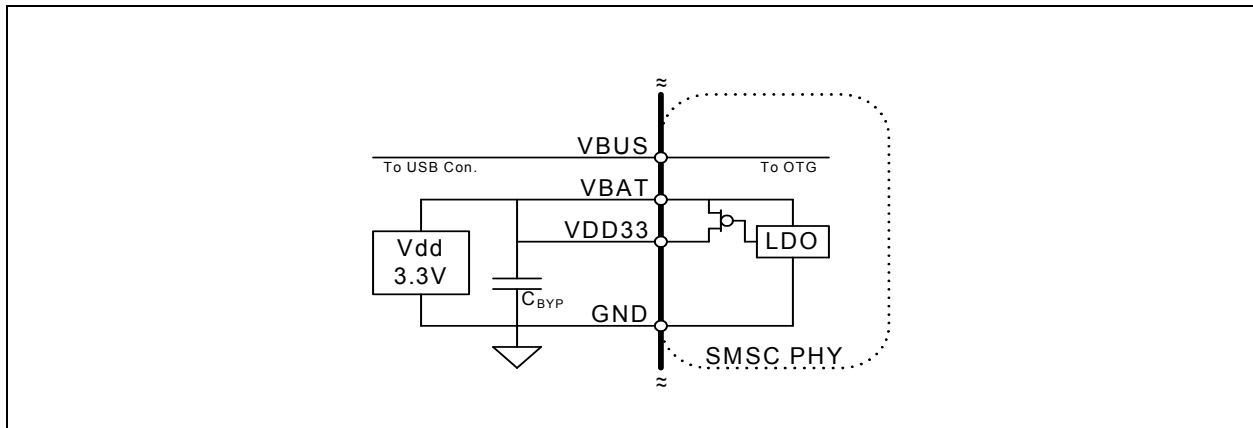 ≈
VBUS
To USB Con.
To OTG
VBAT
VDD33
Vdd
3.3V
LDO
CBYP
GND
SMSC PHY
≈